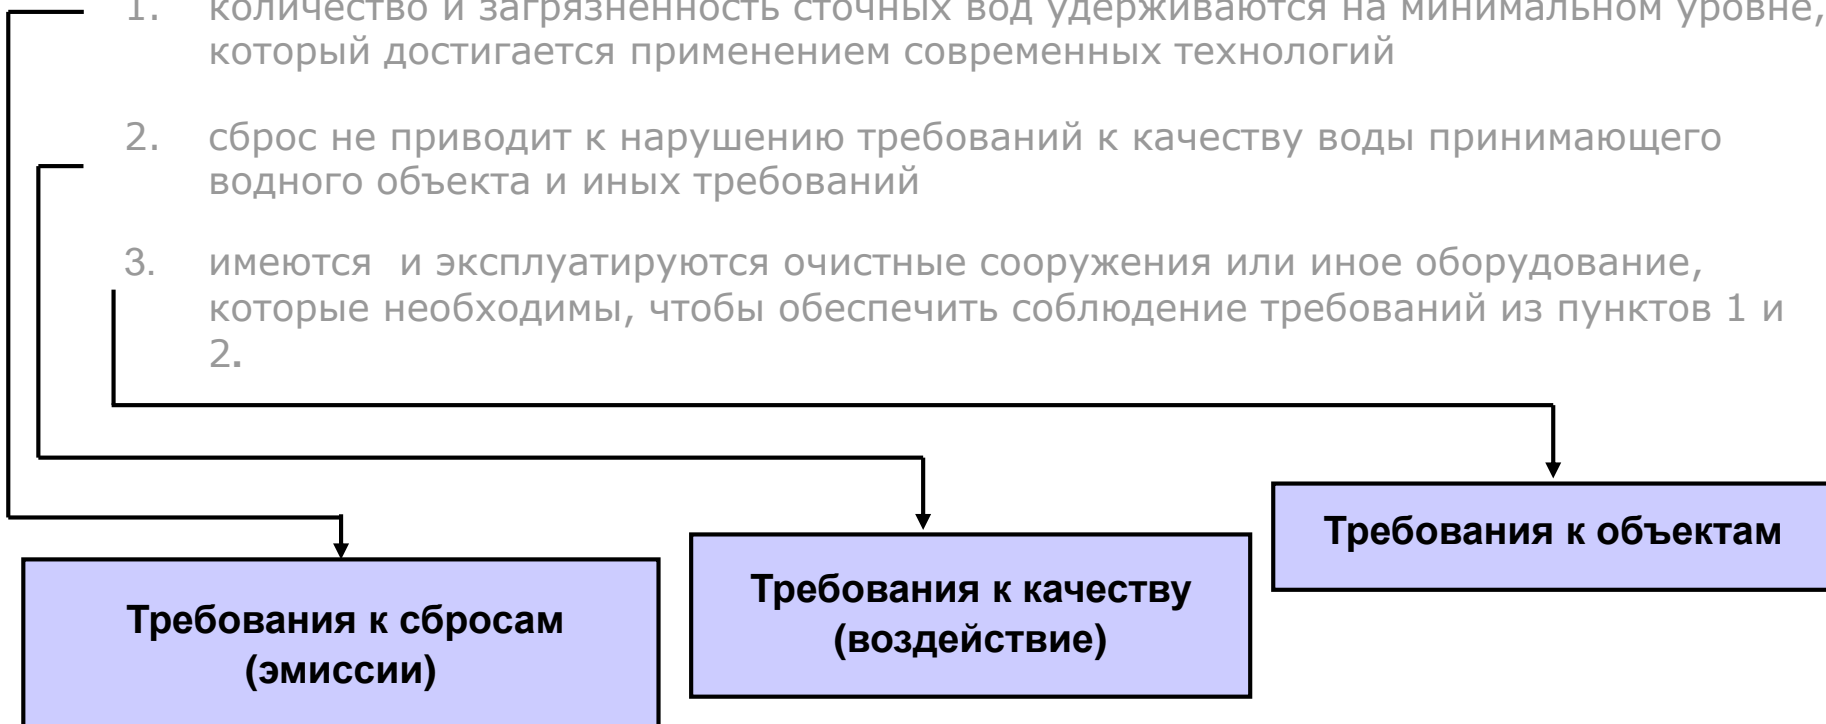 1. количество и загрязненность сточных вод удерживаются на минимальном уровне,
который достигается применением современных технологий
2. сброс не приводит к нарушению требований к качеству воды принимающего
водного объекта и иных требований
3. имеются и эксплуатируются очистные сооружения или иное оборудование,
которые необходимы, чтобы обеспечить соблюдение требований из пунктов 1 и
2.
Требования к объектам
Требования к качеству
(воздействие)
Требования к сбросам
(эмиссии)